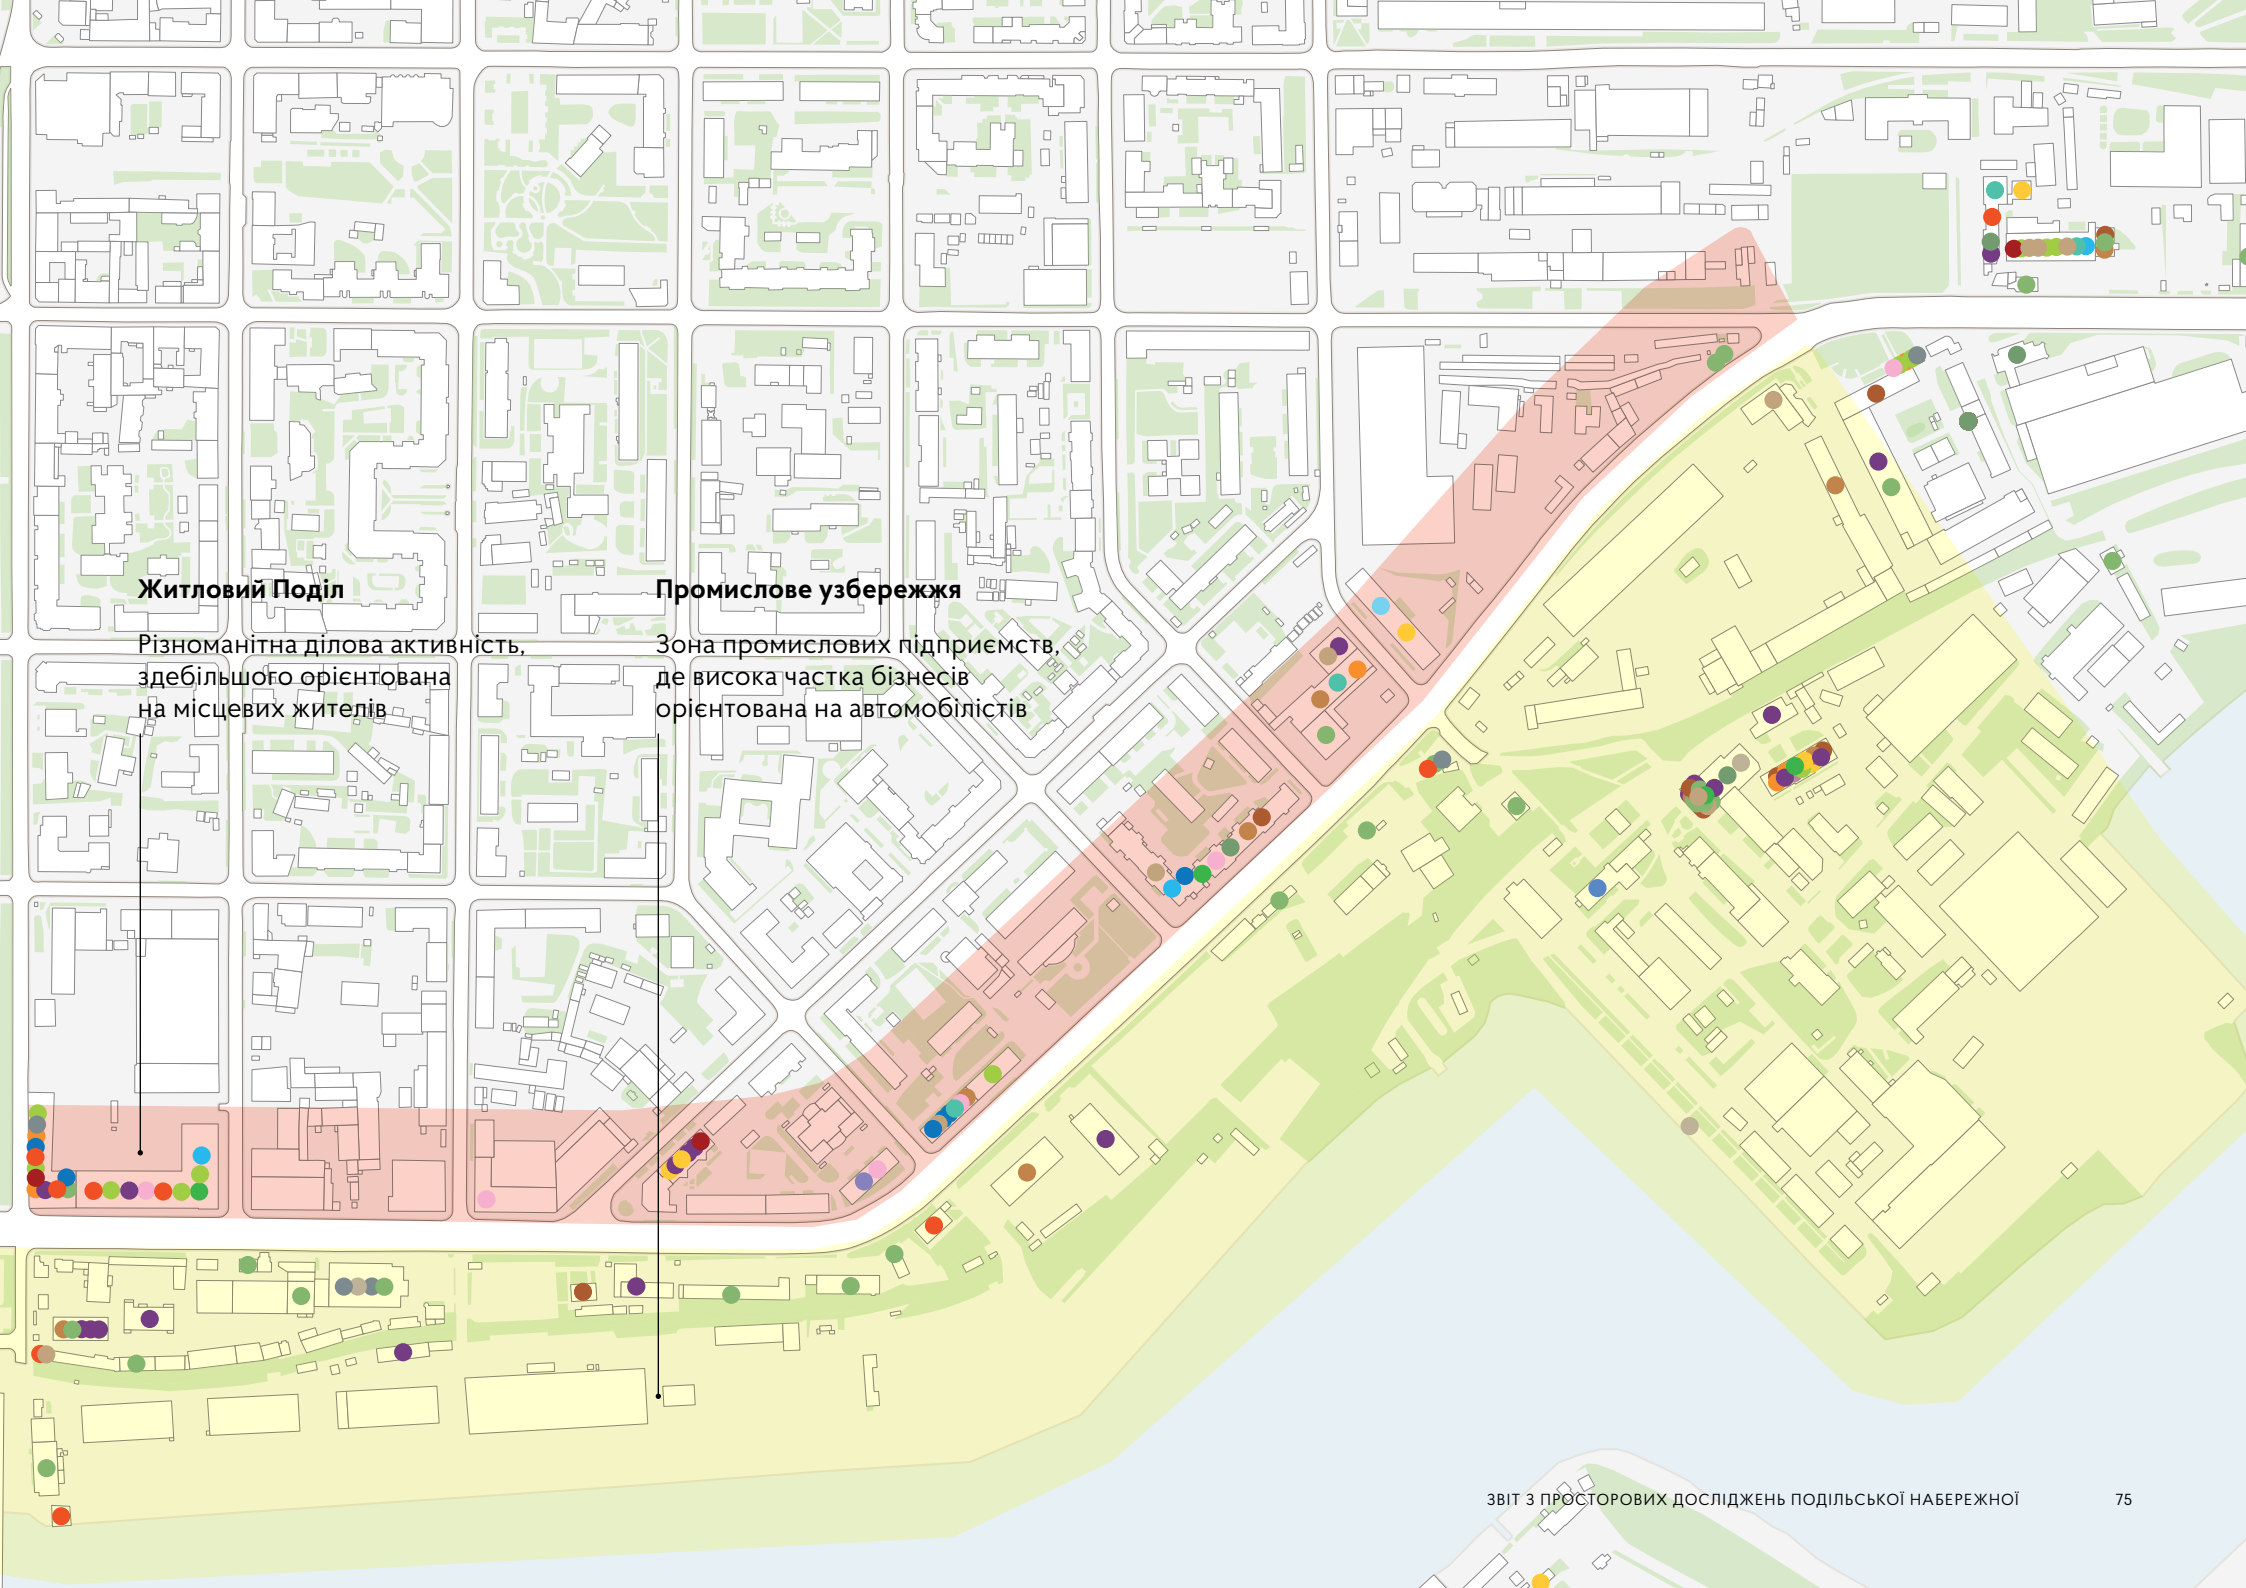 Житловий Поділ
Різноманітна ділова активність,
здебільшого орієнтована
на місцевих жителів
Промислове узбережжя
Зона промислових підприємств,
де висока частка бізнесів
орієнтована на автомобілістів
ЗВІТ З ПРОСТОРОВИХ ДОСЛІДЖЕНЬ ПОДІЛЬСЬКОЇ НАБЕРЕЖНОЇ 75